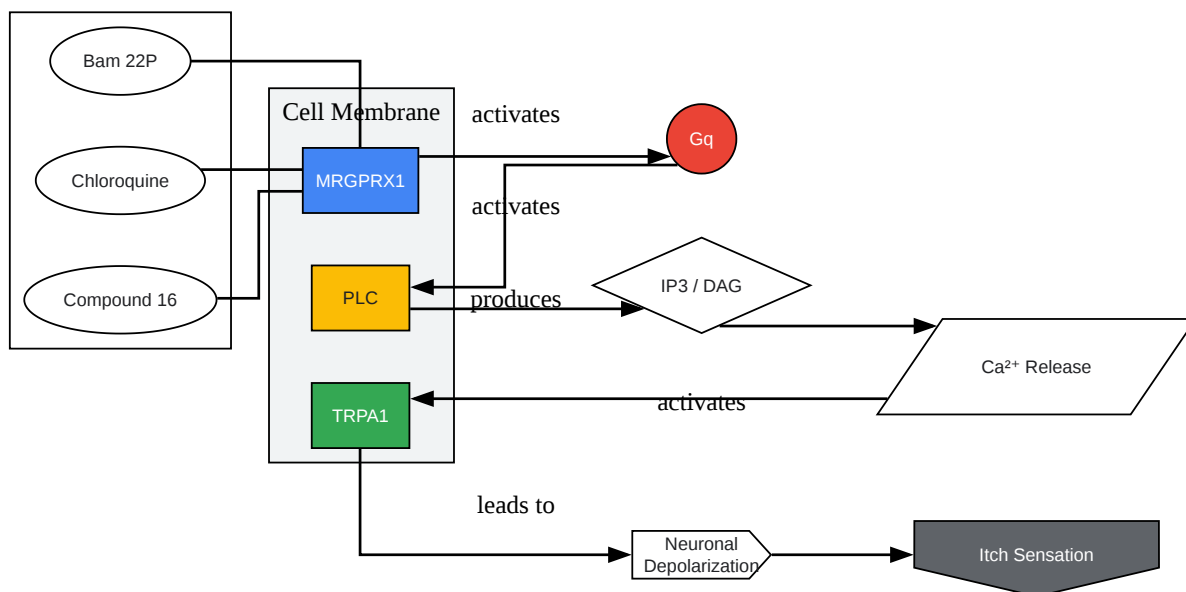 Bam 22P
Cell Membrane
activates
Gq
Chloroquine
MRGPRX1
activates
Compound 16
PLC
produces
IP3 / DAG
Ca²⁺ Release
TRPA1
activates
leads to
Neuronal
Depolarization
Itch Sensation